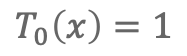 T₀(x) = 1